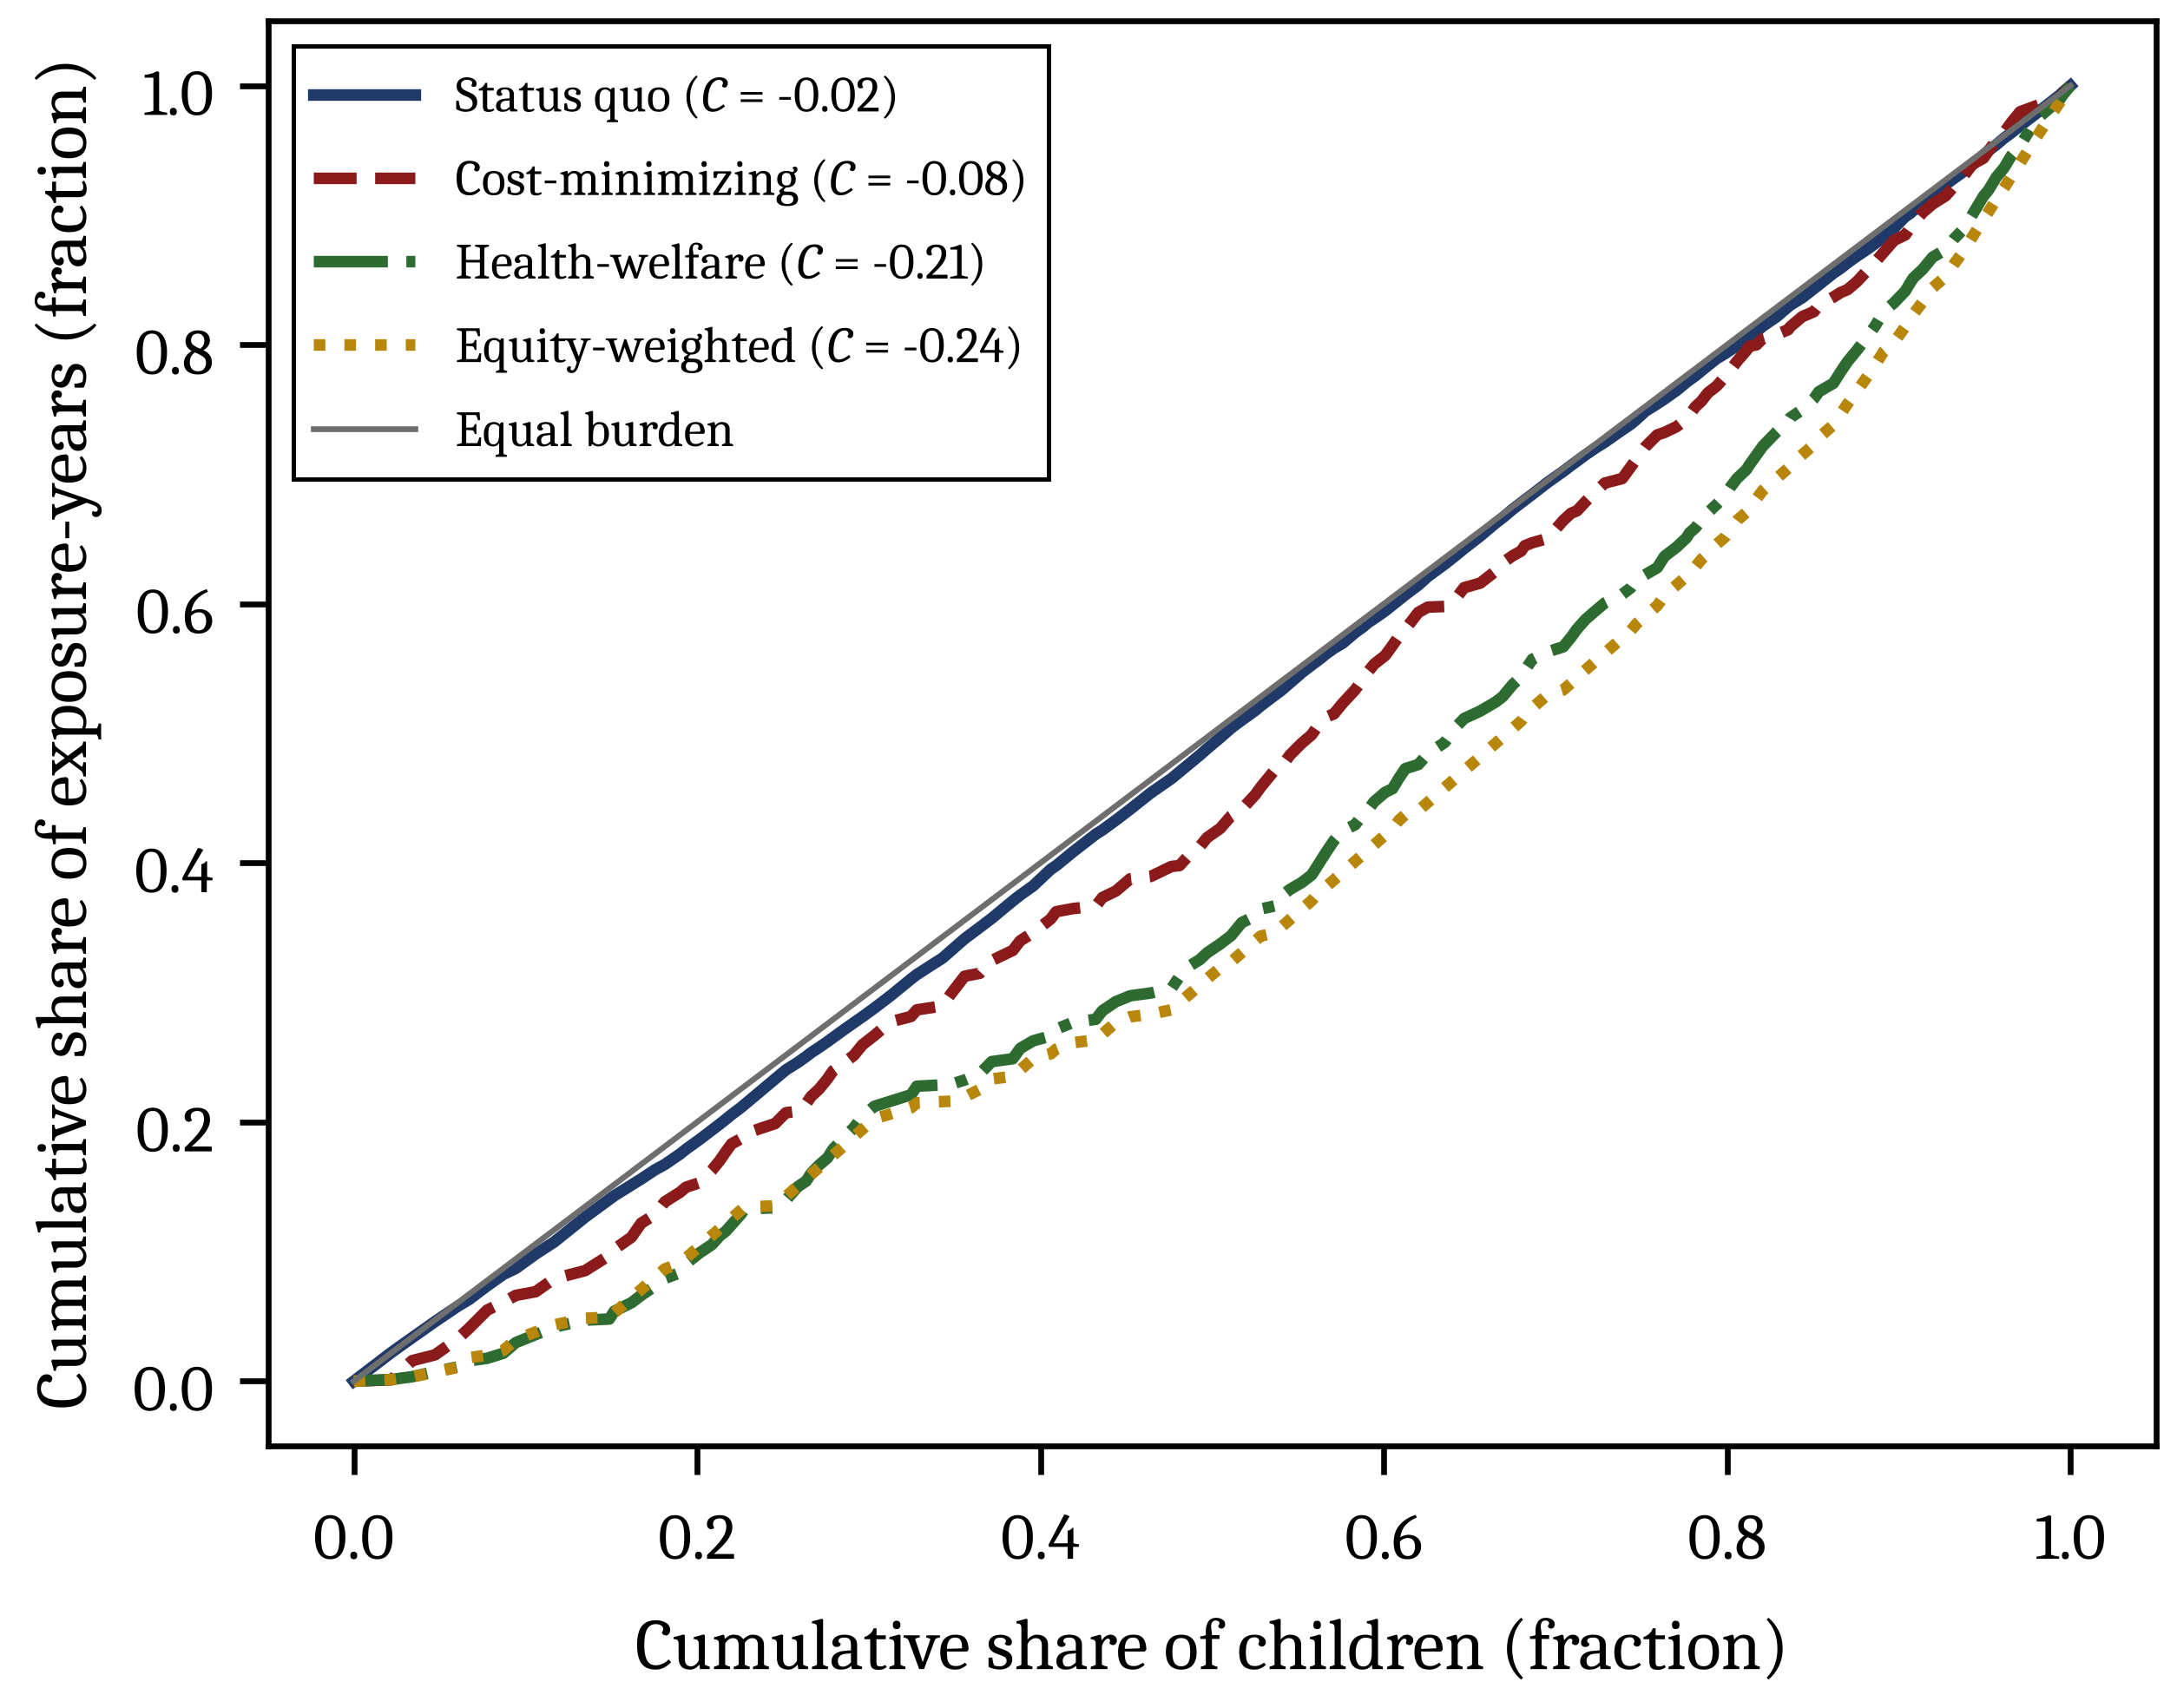 Cumulative share of exposure-years (fraction)
1.0
0.8
0.6
0.4
0.2
0.0
Status quo (C = -0.02)
Cost-minimizing (C = -0.08)
Health-welfare (C = -0.21)
Equity-weighted (C = -0.24)
Equal burden
0.0 0.2 0.4 0.6 0.8 1.0
Cumulative share of children (fraction)